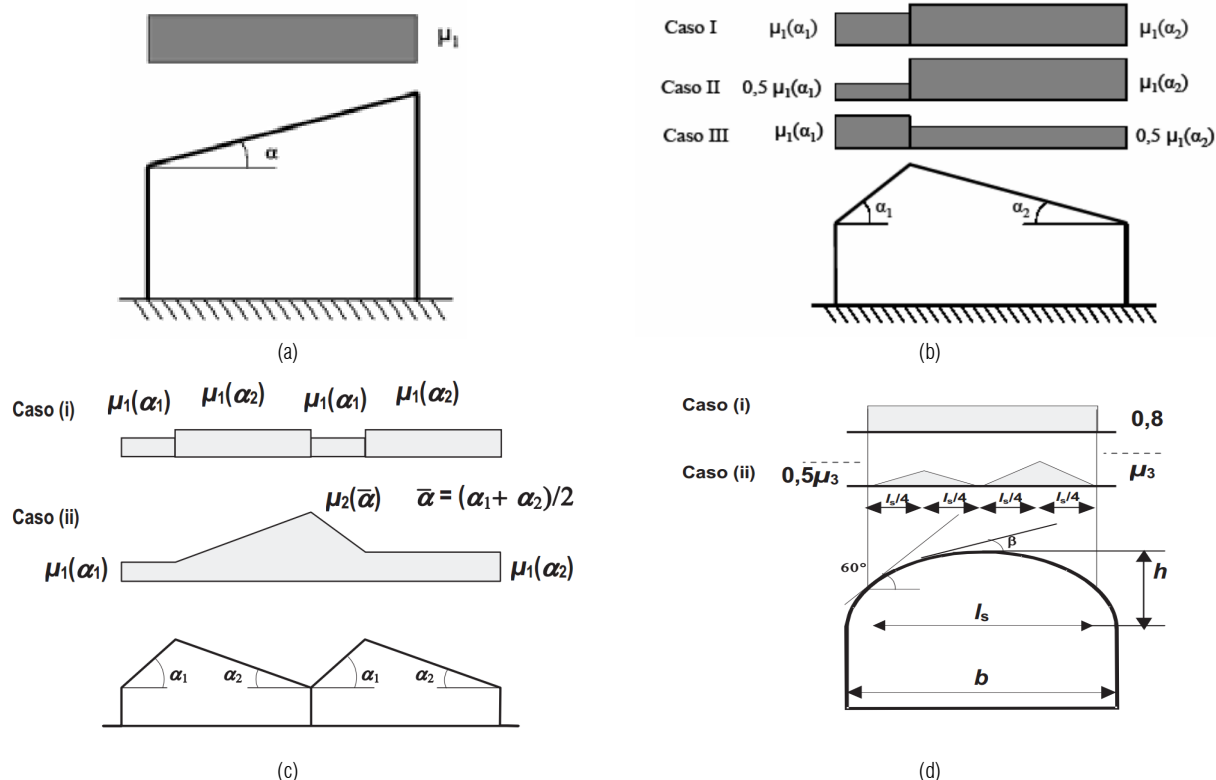 μ₁
α
(a)
Caso I μ₁(α₁) μ₁(α₂)
Caso II 0,5 μ₁(α₁) μ₁(α₂)
Caso III μ₁(α₁) 0,5 μ₁(α₂)
α₁ α₂
(b)
Caso (i) μ₁(α₁) μ₁(α₂) μ₁(α₁) μ₁(α₂)
Caso (ii) μ₂(ᾱ) ᾱ = (α₁+ α₂)/2
μ₁(α₁) μ₁(α₂)
α₁ α₂ α₁ α₂
(c)
Caso (i) 0,8
Caso (ii) 0,5μ₃ μ₃
lₛ/4 lₛ/4 lₛ/4 lₛ/4
β
60°
h
lₛ
b
(d)